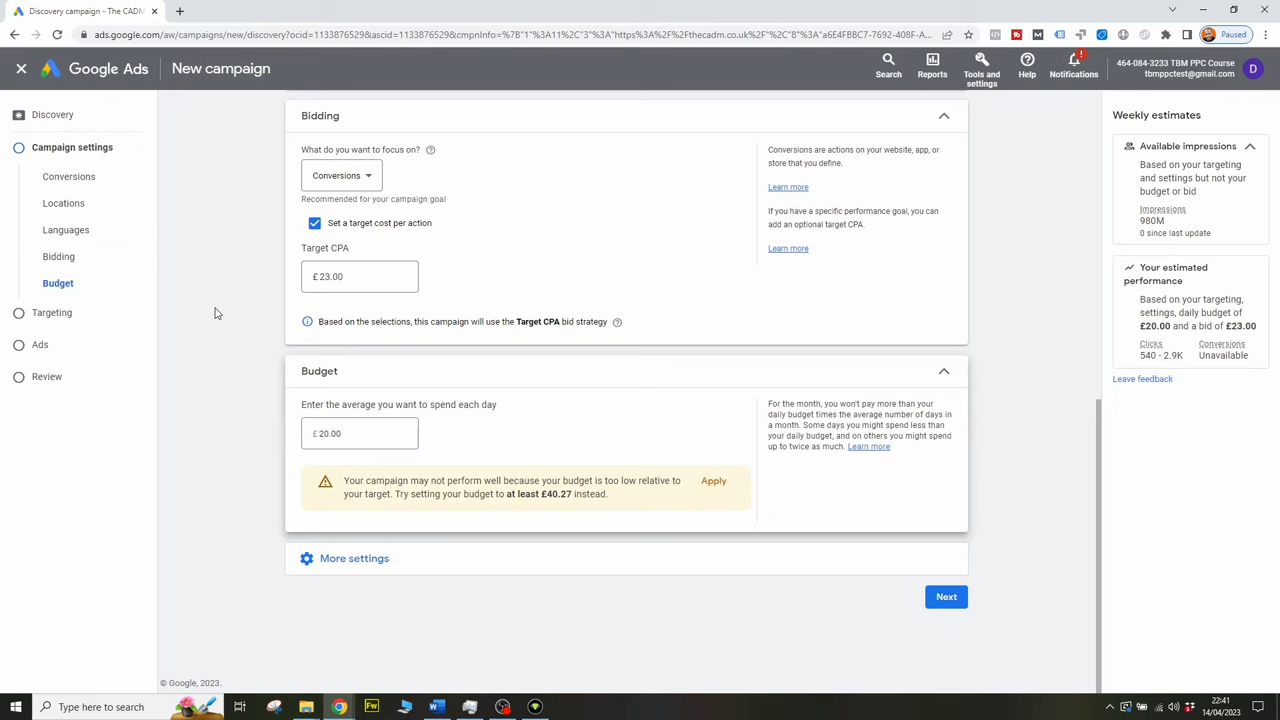 Discovery campaign - The CADM
ads.google.com/aw/campaigns/new/discovery?ocid=1133876529&ascid=1133876529&cmpnInfo=%8"1"%3A11%2C"3"%3A"https%3A%2F%2Fthecadm.co.uk%2F"%2C"8"%3A"a6E4FBBC7-7692-408F-A...
Paused
Google Ads
New campaign
Search
Reports
Tools and
settings
Help
Notifications
464-084-3233 TBM PPC Course
tbmppctest@gmail.com
D
Discovery
Campaign settings
Conversions
Locations
Languages
Bidding
Budget
Targeting
Ads
Review
Bidding
What do you want to focus on?
Conversions
Recommended for your campaign goal
Set a target cost per action
Target CPA
£ 23.00
Based on the selections, this campaign will use the Target CPA bid strategy
Conversions are actions on your website, app, or
store that you define.
Learn more
If you have a specific performance goal, you can
add an optional target CPA.
Learn more
Budget
Enter the average you want to spend each day
£ 20.00
Your campaign may not perform well because your budget is too low relative to
your target. Try setting your budget to at least £40.27 instead.
Apply
For the month, you won't pay more than your
daily budget times the average number of days in
a month. Some days you might spend less than
your daily budget, and on others you might spend
up to twice as much. Learn more
More settings
Next
Weekly estimates
Available impressions
Based on your targeting
and settings but not your
budget or bid
Impressions
980M
0 since last update
Your estimated
performance
Based on your targeting,
settings, daily budget of
£20.00 and a bid of £23.00
Clicks
540 - 2.9K
Conversions
Unavailable
Leave feedback
© Google, 2023.
Type here to search
22:41
14/04/2023